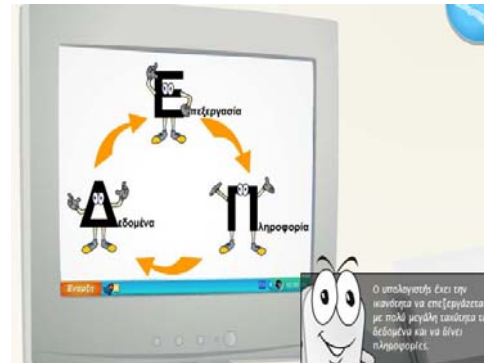 Επεξεργασία
Δεδομένα
Πληροφορία
Έναρξη
Ο υπολογιστής έχει την
ικανότητα να επεξεργάζεται
με πολύ μεγάλη ταχύτητα τα
δεδομένα και να δίνει
πληροφορίες.